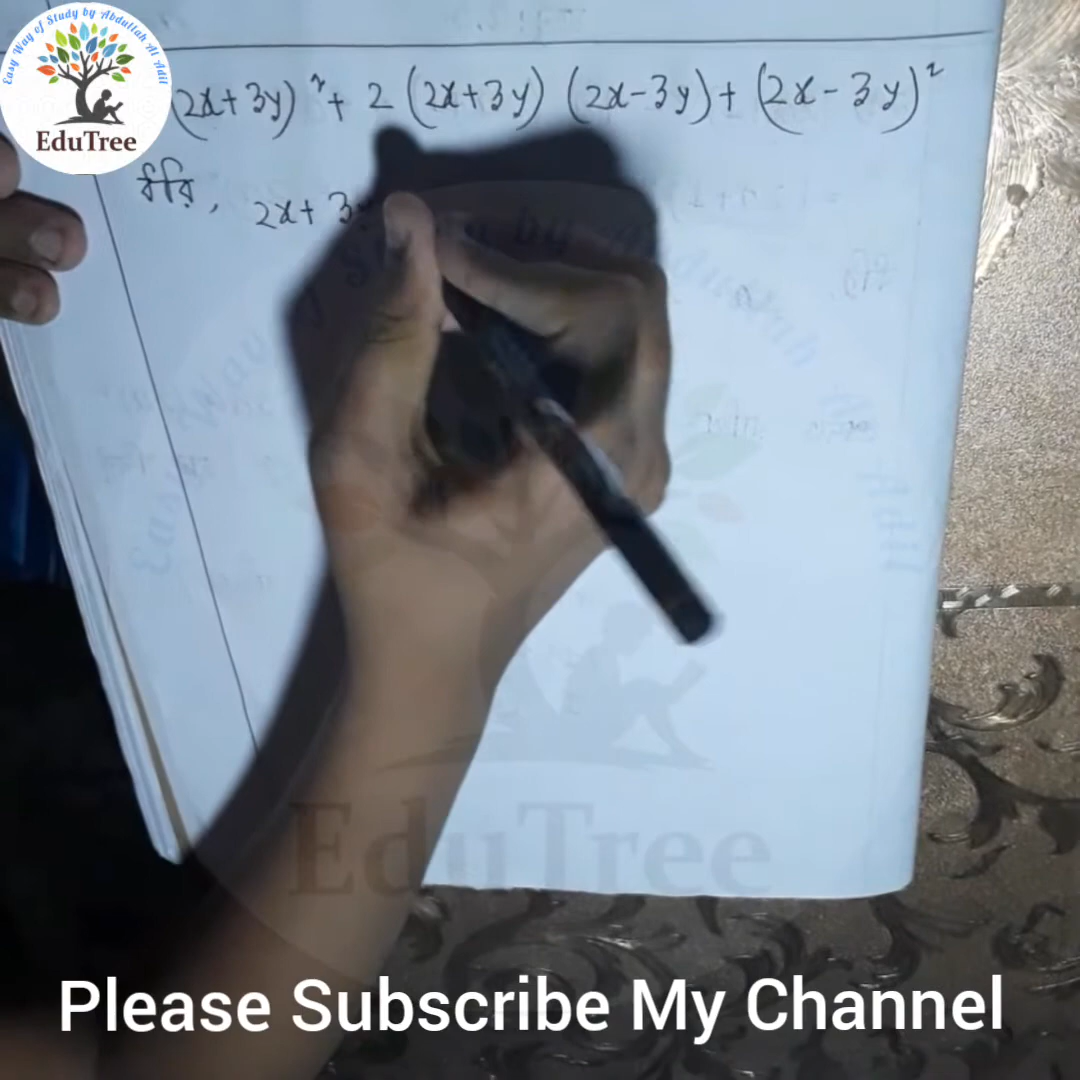 Easy Way of Study by Abdullah Al Adil
EduTree
(2x+3y)² + 2 (2x+3y) (2x-3y) + (2x-3y)²
ধরি, 2x+3y
EduTree
Please Subscribe My Channel